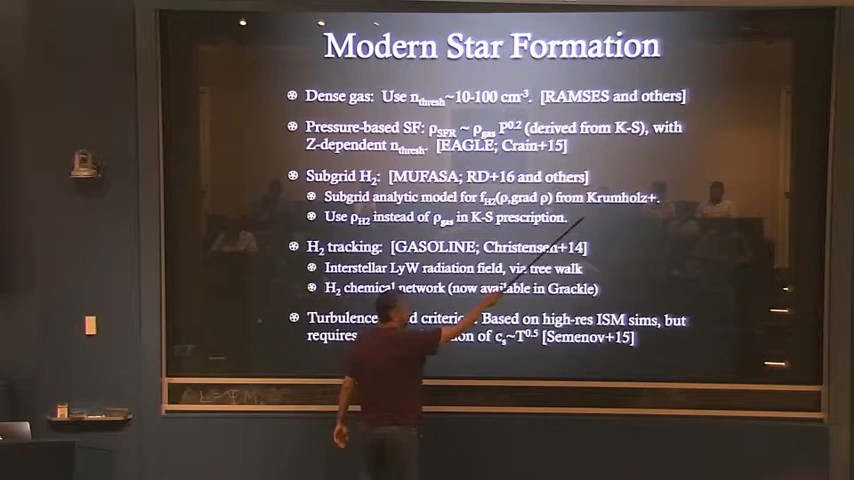 Modern Star Formation
Dense gas: Use n_thresh~10-100 cm⁻³. [RAMSES and others]
Pressure-based SF: ρ_SFR ~ ρ_gas P^0.2 (derived from K-S), with
Z-dependent n_thresh. [EAGLE; Crain+15]
Subgrid H₂: [MUFASA; RD+16 and others]
Subgrid analytic model for f_H2(ρ,grad ρ) from Krumholz+.
Use ρ_H2 instead of ρ_gas in K-S prescription.
H₂ tracking: [GASOLINE; Christensen+14]
Interstellar LyW radiation field, via tree walk
H₂ chemical network (now available in Grackle)
Turbulence Based on high-res ISM sims, but
requires of c_s~T^0.5 [Semenov+15]